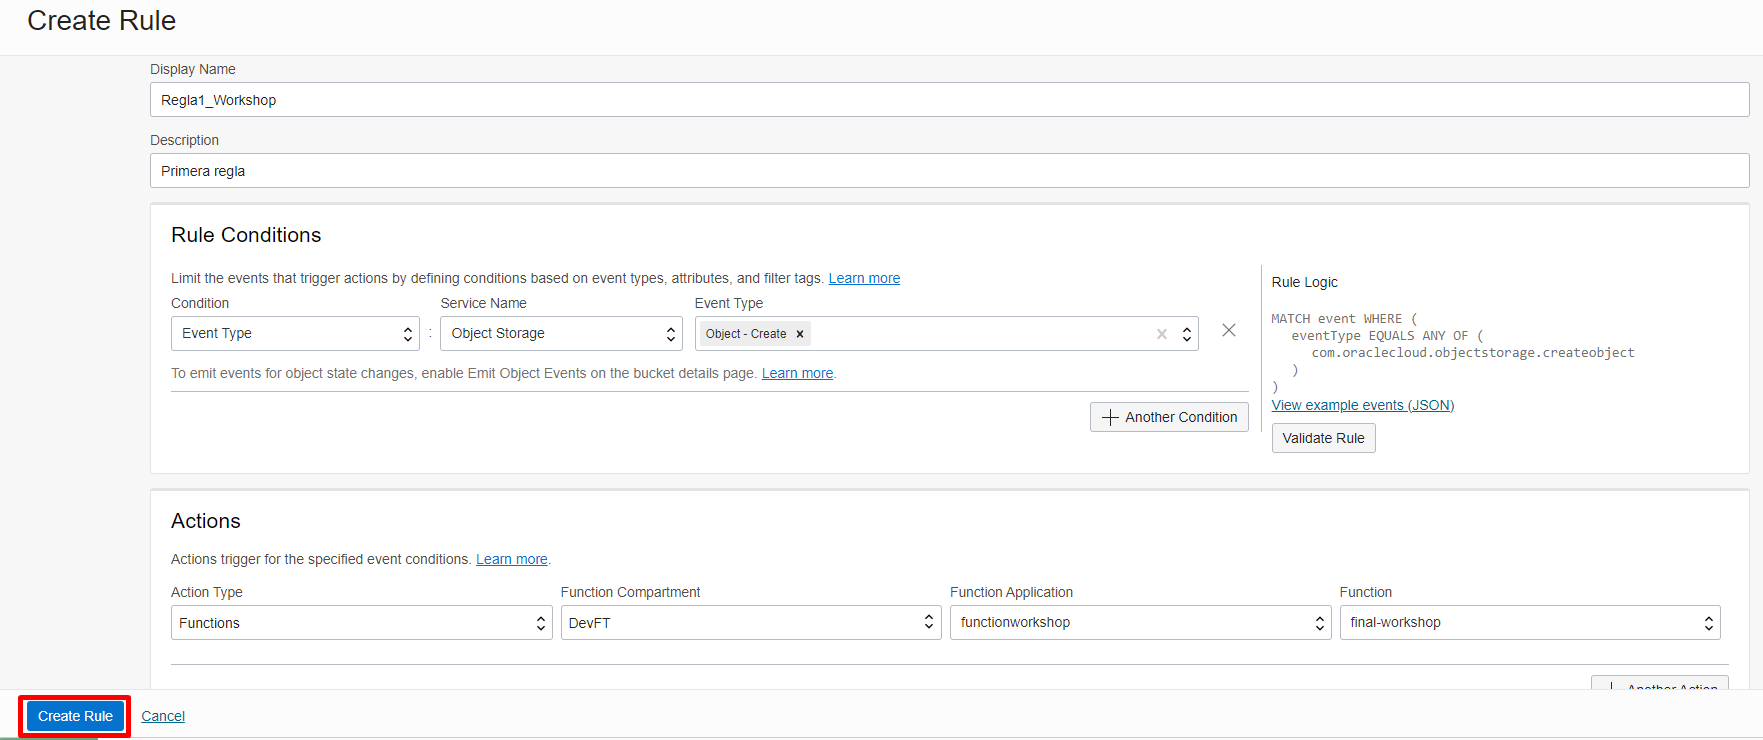 Create Rule
Display Name
Regla1_Workshop
Description
Primera regla
Rule Conditions
Limit the events that trigger actions by defining conditions based on event types, attributes, and filter tags. Learn more
Condition
Service Name
Event Type
Event Type
:
Object Storage
Object - Create ×
To emit events for object state changes, enable Emit Object Events on the bucket details page. Learn more.
Another Condition
Rule Logic
MATCH event WHERE (
eventType EQUALS ANY OF (
com.oraclecloud.objectstorage.createobject
)
)
View example events (JSON)
Validate Rule
Actions
Actions trigger for the specified event conditions. Learn more.
Action Type
Function Compartment
Function Application
Function
Functions
DevFT
functionworkshop
final-workshop
Another Action
Create Rule
Cancel